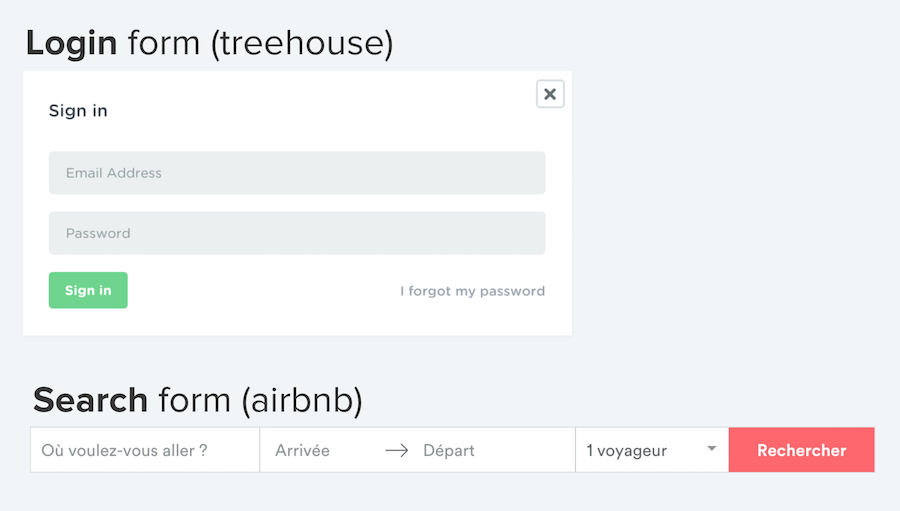 Login form (treehouse)
Sign in
Email Address
Password
Sign in I forgot my password
Search form (airbnb)
Où voulez-vous aller ? Arrivée → Départ 1 voyageur Rechercher